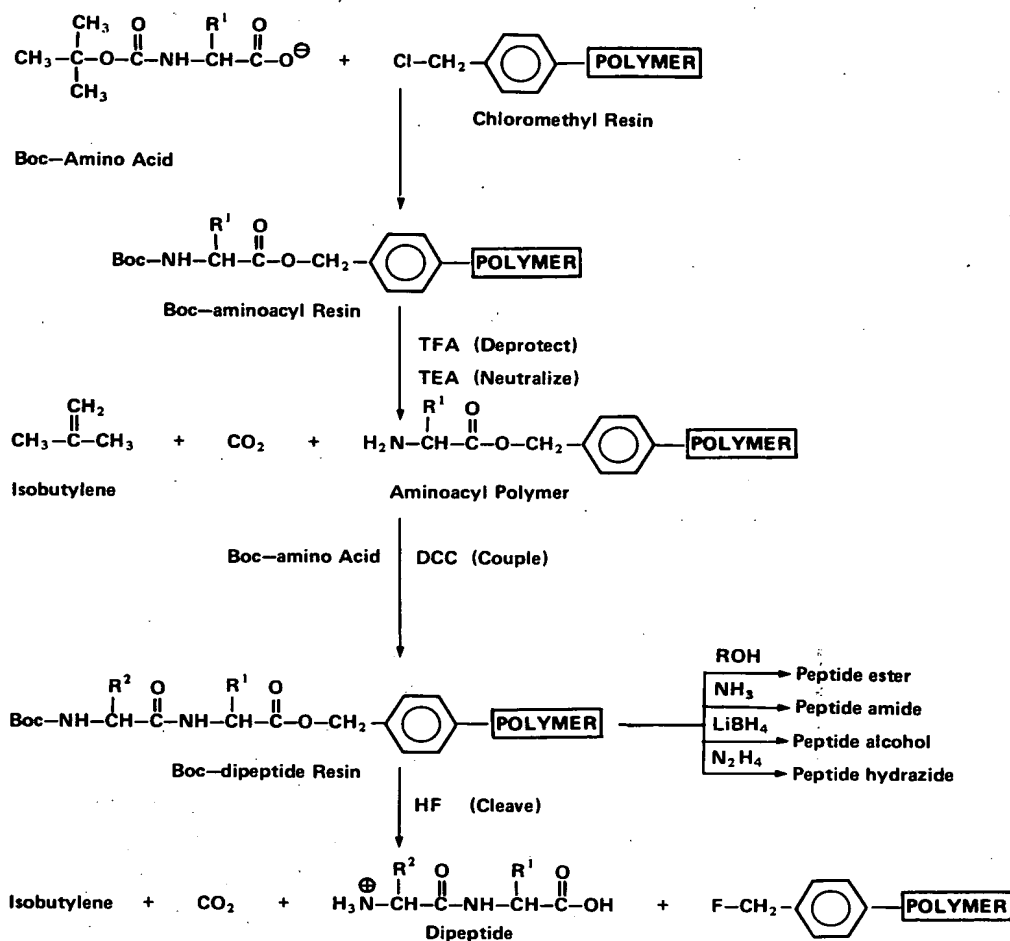 CH₃ O R¹ O
CH₃—C—O—C—NH—CH—C—O⊖ + Cl—CH₂— POLYMER
CH₃
Chloromethyl Resin
Boc—Amino Acid
R¹ O
Boc—NH—CH—C—O—CH₂— POLYMER
Boc—aminoacyl Resin
TFA (Deprotect)
TEA (Neutralize)
CH₂ R¹ O
CH₃—C—CH₃ + CO₂ + H₂N—CH—C—O—CH₂— POLYMER
Isobutylene Aminoacyl Polymer
Boc—amino Acid DCC (Couple)
R² O R¹ O
Boc—NH—CH—C—NH—CH—C—O—CH₂— POLYMER
Boc—dipeptide Resin
ROH Peptide ester
NH₃ Peptide amide
LiBH₄ Peptide alcohol
N₂H₄ Peptide hydrazide
HF (Cleave)
⊕ R² O R¹ O
Isobutylene + CO₂ + H₃N—CH—C—NH—CH—C—OH + F—CH₂— POLYMER
Dipeptide